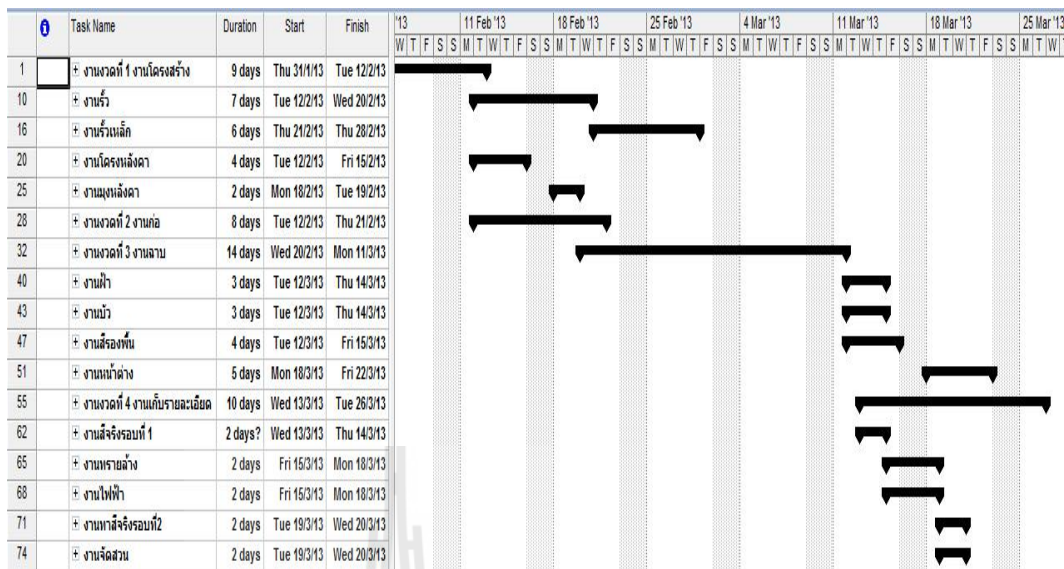 Task Name Duration Start Finish '13 11 Feb '13 18 Feb '13 25 Feb '13 4 Mar '13 11 Mar '13 18 Mar '13 25 Mar '13
W T F S S M T W T F S S M T W T F S S M T W T F S S M T W T F S S M T W T F S S M T W T F S S M T W
1 งานงวดที่ 1 งานโครงสร้าง 9 days Thu 31/1/13 Tue 12/2/13
10 งานรั้ว 7 days Tue 12/2/13 Wed 20/2/13
16 งานรั้วเหล็ก 6 days Thu 21/2/13 Thu 28/2/13
20 งานโครงหลังคา 4 days Tue 12/2/13 Fri 15/2/13
25 งานมุงหลังคา 2 days Mon 18/2/13 Tue 19/2/13
28 งานงวดที่ 2 งานก่อ 8 days Tue 12/2/13 Thu 21/2/13
32 งานงวดที่ 3 งานฉาบ 14 days Wed 20/2/13 Mon 11/3/13
40 งานฝ้า 3 days Tue 12/3/13 Thu 14/3/13
43 งานบัว 3 days Tue 12/3/13 Thu 14/3/13
47 งานสีรองพื้น 4 days Tue 12/3/13 Fri 15/3/13
51 งานหน้าต่าง 5 days Mon 18/3/13 Fri 22/3/13
55 งานงวดที่ 4 งานเก็บรายละเอียด 10 days Wed 13/3/13 Tue 26/3/13
62 งานสีจริงรอบที่ 1 2 days? Wed 13/3/13 Thu 14/3/13
65 งานทรายล้าง 2 days Fri 15/3/13 Mon 18/3/13
68 งานไฟฟ้า 2 days Fri 15/3/13 Mon 18/3/13
71 งานทาสีจริงรอบที่2 2 days Tue 19/3/13 Wed 20/3/13
74 งานจัดสวน 2 days Tue 19/3/13 Wed 20/3/13